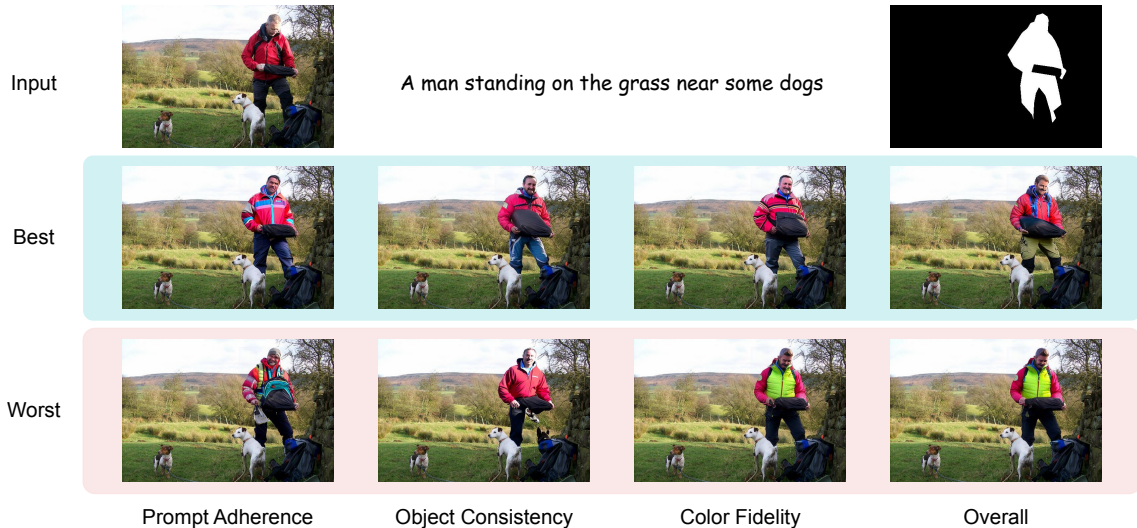 Input
A man standing on the grass near some dogs
Best
Worst
Prompt Adherence
Object Consistency
Color Fidelity
Overall